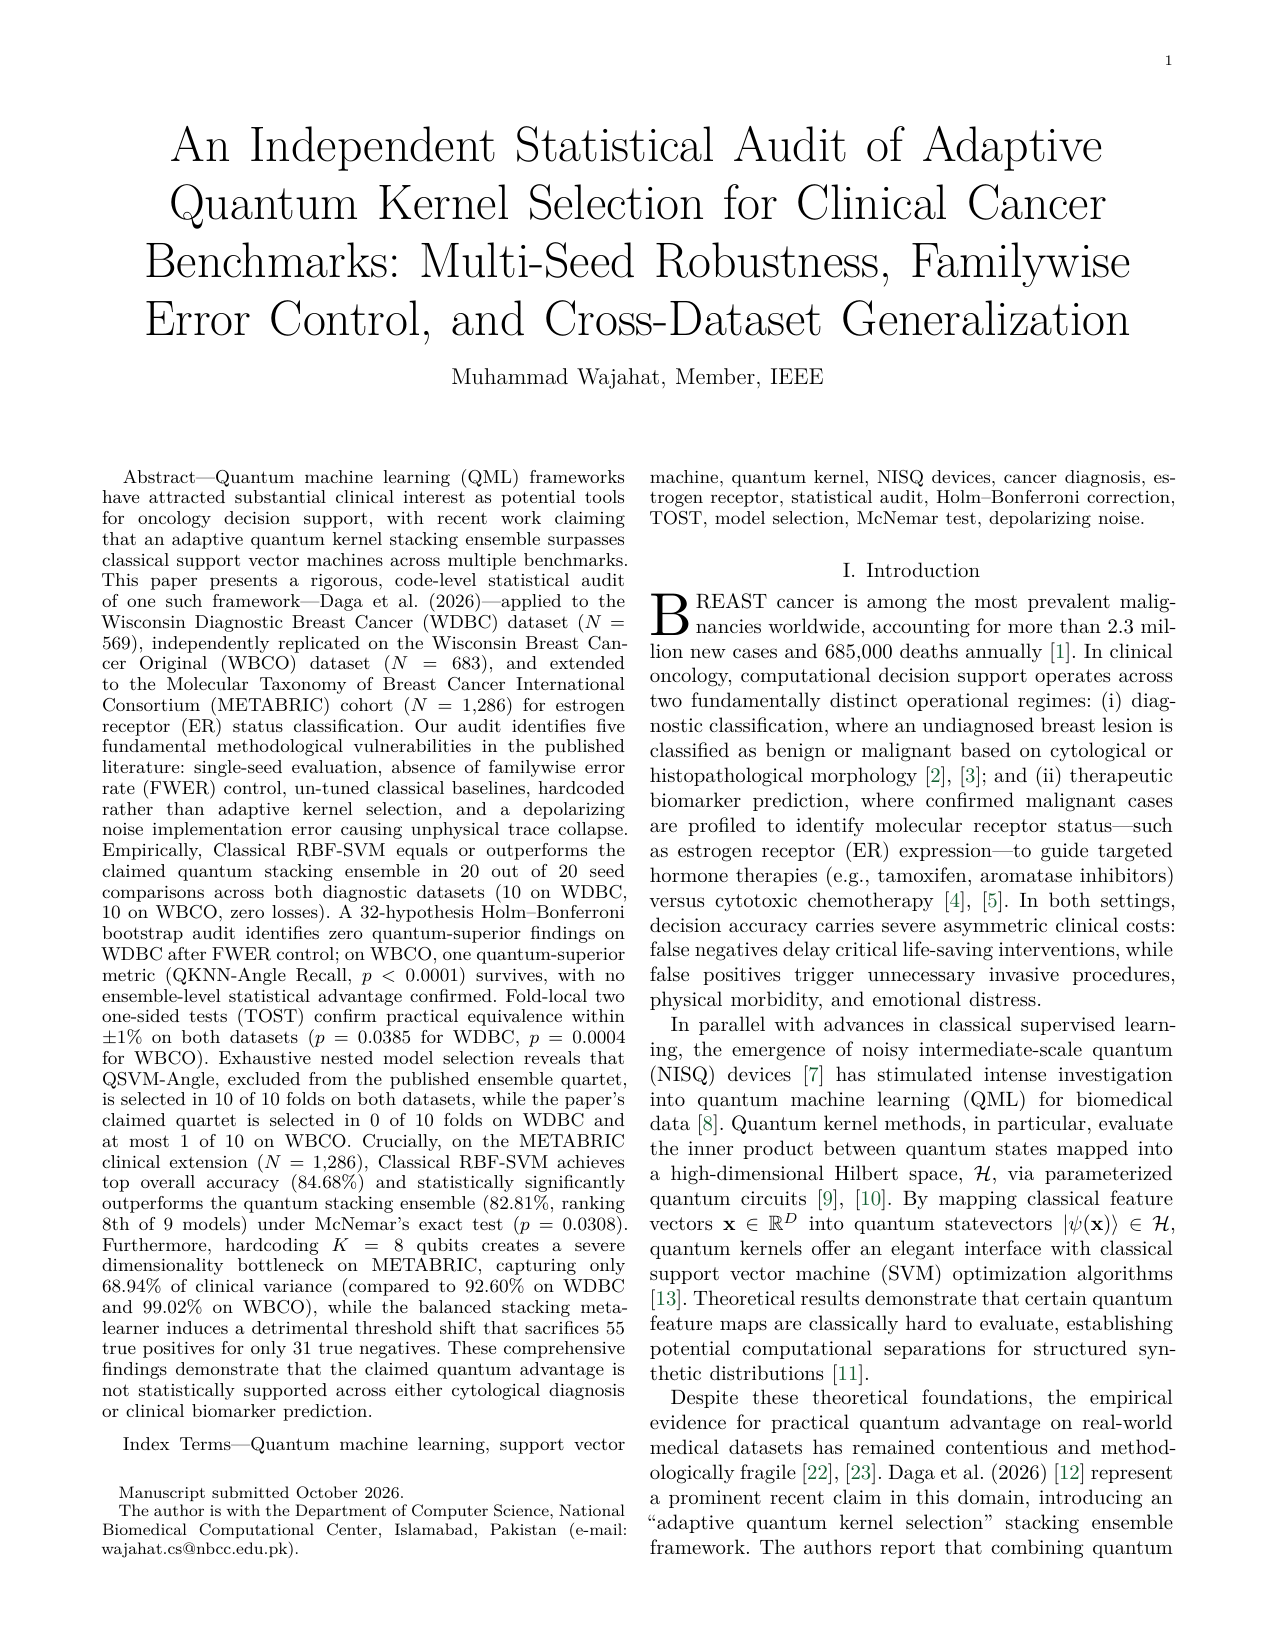 1
An Independent Statistical Audit of Adaptive
Quantum Kernel Selection for Clinical Cancer
Benchmarks: Multi-Seed Robustness, Familywise
Error Control, and Cross-Dataset Generalization
Muhammad Wajahat, Member, IEEE
Abstract—Quantum machine learning (QML) frameworks
have attracted substantial clinical interest as potential tools
for oncology decision support, with recent work claiming
that an adaptive quantum kernel stacking ensemble surpasses
classical support vector machines across multiple benchmarks.
This paper presents a rigorous, code-level statistical audit
of one such framework—Daga et al. (2026)—applied to the
Wisconsin Diagnostic Breast Cancer (WDBC) dataset (N =
569), independently replicated on the Wisconsin Breast Can-
cer Original (WBCO) dataset (N = 683), and extended
to the Molecular Taxonomy of Breast Cancer International
Consortium (METABRIC) cohort (N = 1,286) for estrogen
receptor (ER) status classification. Our audit identifies five
fundamental methodological vulnerabilities in the published
literature: single-seed evaluation, absence of familywise error
rate (FWER) control, un-tuned classical baselines, hardcoded
rather than adaptive kernel selection, and a depolarizing
noise implementation error causing unphysical trace collapse.
Empirically, Classical RBF-SVM equals or outperforms the
claimed quantum stacking ensemble in 20 out of 20 seed
comparisons across both diagnostic datasets (10 on WDBC,
10 on WBCO, zero losses). A 32-hypothesis Holm–Bonferroni
bootstrap audit identifies zero quantum-superior findings on
WDBC after FWER control; on WBCO, one quantum-superior
metric (QKNN-Angle Recall, p < 0.0001) survives, with no
ensemble-level statistical advantage confirmed. Fold-local two
one-sided tests (TOST) confirm practical equivalence within
±1% on both datasets (p = 0.0385 for WDBC, p = 0.0004
for WBCO). Exhaustive nested model selection reveals that
QSVM-Angle, excluded from the published ensemble quartet,
is selected in 10 of 10 folds on both datasets, while the paper's
claimed quartet is selected in 0 of 10 folds on WDBC and
at most 1 of 10 on WBCO. Crucially, on the METABRIC
clinical extension (N = 1,286), Classical RBF-SVM achieves
top overall accuracy (84.68%) and statistically significantly
outperforms the quantum stacking ensemble (82.81%, ranking
8th of 9 models) under McNemar's exact test (p = 0.0308).
Furthermore, hardcoding K = 8 qubits creates a severe
dimensionality bottleneck on METABRIC, capturing only
68.94% of clinical variance (compared to 92.60% on WDBC
and 99.02% on WBCO), while the balanced stacking meta-
learner induces a detrimental threshold shift that sacrifices 55
true positives for only 31 true negatives. These comprehensive
findings demonstrate that the claimed quantum advantage is
not statistically supported across either cytological diagnosis
or clinical biomarker prediction.
Index Terms—Quantum machine learning, support vector
Manuscript submitted October 2026.
The author is with the Department of Computer Science, National
Biomedical Computational Center, Islamabad, Pakistan (e-mail:
wajahat.cs@nbcc.edu.pk).
machine, quantum kernel, NISQ devices, cancer diagnosis, es-
trogen receptor, statistical audit, Holm–Bonferroni correction,
TOST, model selection, McNemar test, depolarizing noise.
I. Introduction
BREAST cancer is among the most prevalent malig-
nancies worldwide, accounting for more than 2.3 mil-
lion new cases and 685,000 deaths annually [1]. In clinical
oncology, computational decision support operates across
two fundamentally distinct operational regimes: (i) diag-
nostic classification, where an undiagnosed breast lesion is
classified as benign or malignant based on cytological or
histopathological morphology [2], [3]; and (ii) therapeutic
biomarker prediction, where confirmed malignant cases
are profiled to identify molecular receptor status—such
as estrogen receptor (ER) expression—to guide targeted
hormone therapies (e.g., tamoxifen, aromatase inhibitors)
versus cytotoxic chemotherapy [4], [5]. In both settings,
decision accuracy carries severe asymmetric clinical costs:
false negatives delay critical life-saving interventions, while
false positives trigger unnecessary invasive procedures,
physical morbidity, and emotional distress.
In parallel with advances in classical supervised learn-
ing, the emergence of noisy intermediate-scale quantum
(NISQ) devices [7] has stimulated intense investigation
into quantum machine learning (QML) for biomedical
data [8]. Quantum kernel methods, in particular, evaluate
the inner product between quantum states mapped into
a high-dimensional Hilbert space, ℋ, via parameterized
quantum circuits [9], [10]. By mapping classical feature
vectors x ∈ ℝ^D into quantum statevectors |ψ(x)⟩ ∈ ℋ,
quantum kernels offer an elegant interface with classical
support vector machine (SVM) optimization algorithms
[13]. Theoretical results demonstrate that certain quantum
feature maps are classically hard to evaluate, establishing
potential computational separations for structured syn-
thetic distributions [11].
Despite these theoretical foundations, the empirical
evidence for practical quantum advantage on real-world
medical datasets has remained contentious and method-
ologically fragile [22], [23]. Daga et al. (2026) [12] represent
a prominent recent claim in this domain, introducing an
“adaptive quantum kernel selection” stacking ensemble
framework. The authors report that combining quantum